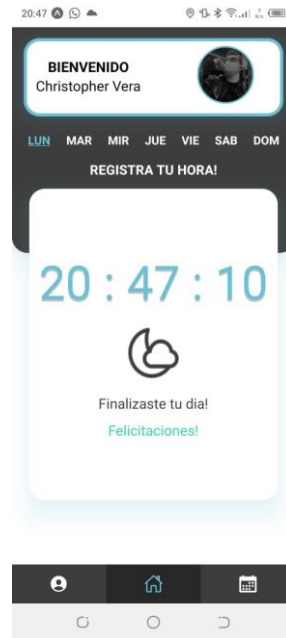 20:47
BIENVENIDO
Christopher Vera
LUN MAR MIR JUE VIE SAB DOM
REGISTRA TU HORA!
20 : 47 : 10
Finalizaste tu dia!
Felicitaciones!